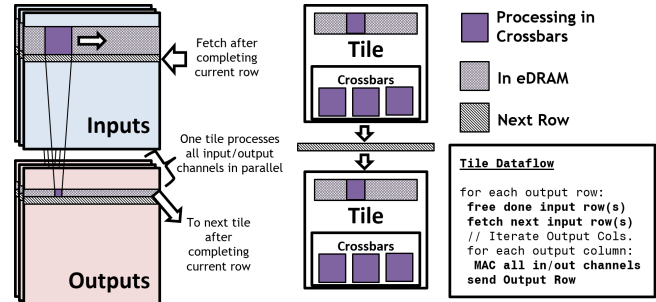 Inputs
Fetch after
completing
current row
One tile processes
all input/output
channels in parallel
To next tile
after
completing
current row
Outputs
Tile
Crossbars
Tile
Crossbars
Processing in
Crossbars
In eDRAM
Next Row
Tile Dataflow
for each output row:
free done input row(s)
fetch next input row(s)
// Iterate Output Cols.
for each output column:
MAC all in/out channels
send Output Row